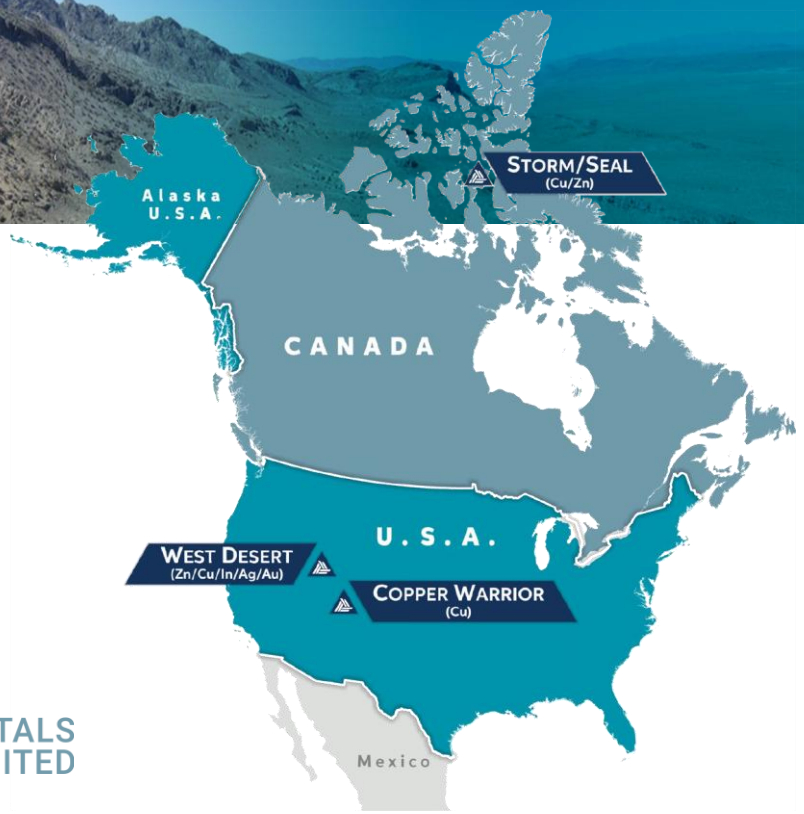 STORM/SEAL
(Cu/Zn)
Alaska
U.S.A.
CANADA
U.S.A.
WEST DESERT
(Zn/Cu/In/Ag/Au)
COPPER WARRIOR
(Cu)
TALS
ITED
Mexico